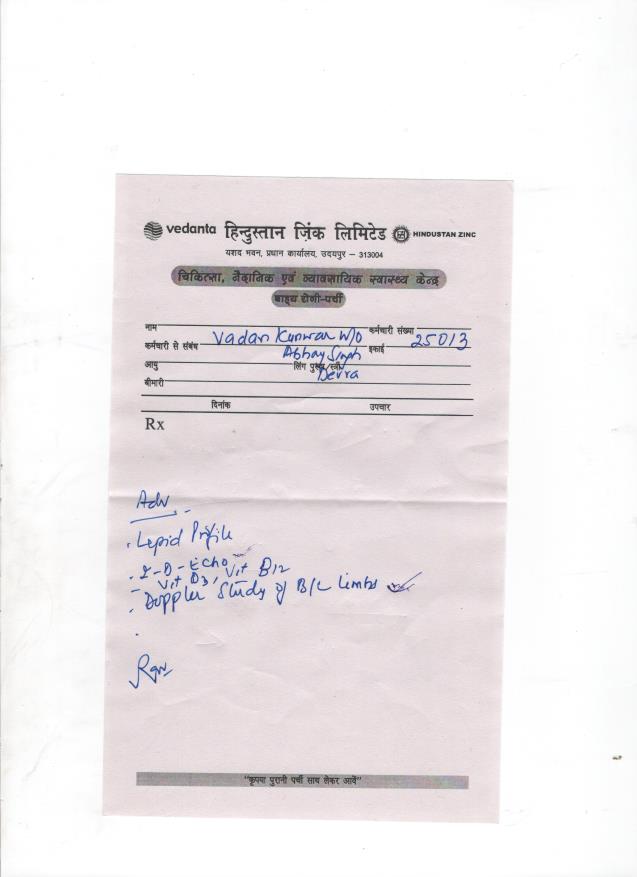 vedanta हिन्दुस्तान ज़िंक लिमिटेड HINDUSTAN ZINC
यशद भवन, प्रधान कार्यालय, उदयपुर – 313004
चिकित्सा, नैदानिक एवं व्यावसायिक स्वास्थ्य केन्द्र
बाह्य रोगी-पर्ची
नाम Vadan Kunwar W/o कर्मचारी संख्या
कर्मचारी से संबंध Abhay Singh इकाई 25013
आयु लिंग पुरुष/स्त्री Devra
बीमारी
दिनांक उपचार
Rx
Adv
. Lepid Profile
. 2-D-Echo
- Vit D3, Vit B12
. Doppler Study of B/L Limbs
"कृपया पुरानी पर्ची साथ लेकर आवें"